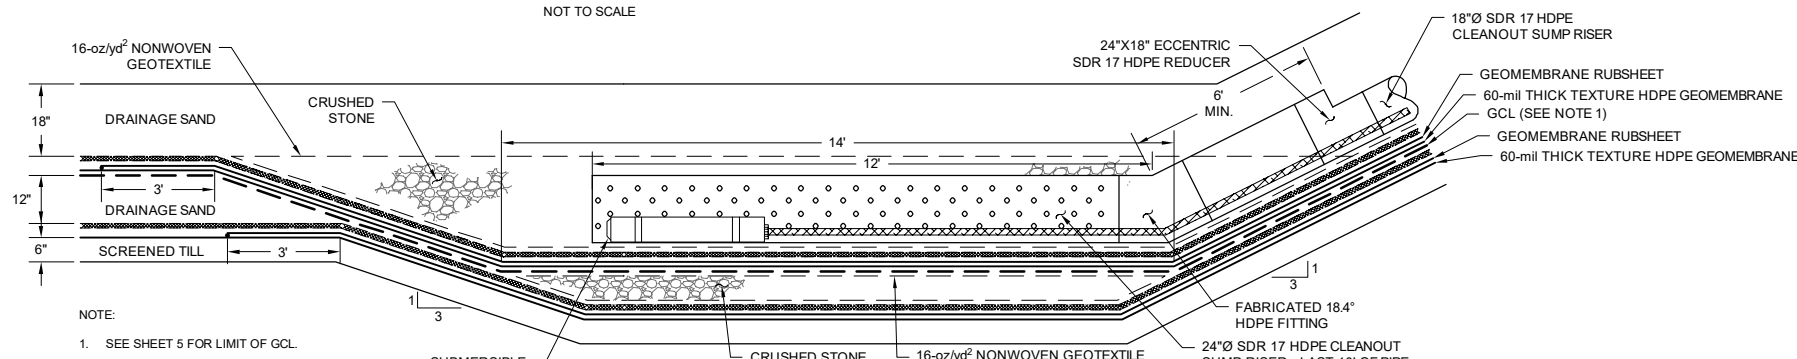 NOT TO SCALE
16-oz/yd² NONWOVEN
GEOTEXTILE
18"Ø SDR 17 HDPE
CLEANOUT SUMP RISER
24"X18" ECCENTRIC
SDR 17 HDPE REDUCER
GEOMEMBRANE RUBSHEET
60-mil THICK TEXTURE HDPE GEOMEMBRANE
GCL (SEE NOTE 1)
GEOMEMBRANE RUBSHEET
60-mil THICK TEXTURE HDPE GEOMEMBRANE
6'
MIN.
CRUSHED
STONE
18"
DRAINAGE SAND
14'
12'
3'
12"
DRAINAGE SAND
6"
SCREENED TILL
3'
1
3
1
3
FABRICATED 18.4°
HDPE FITTING
NOTE:
1. SEE SHEET 5 FOR LIMIT OF GCL.
SUBMERSIBLE
CRUSHED STONE
16-oz/yd² NONWOVEN GEOTEXTILE
24"Ø SDR 17 HDPE CLEANOUT